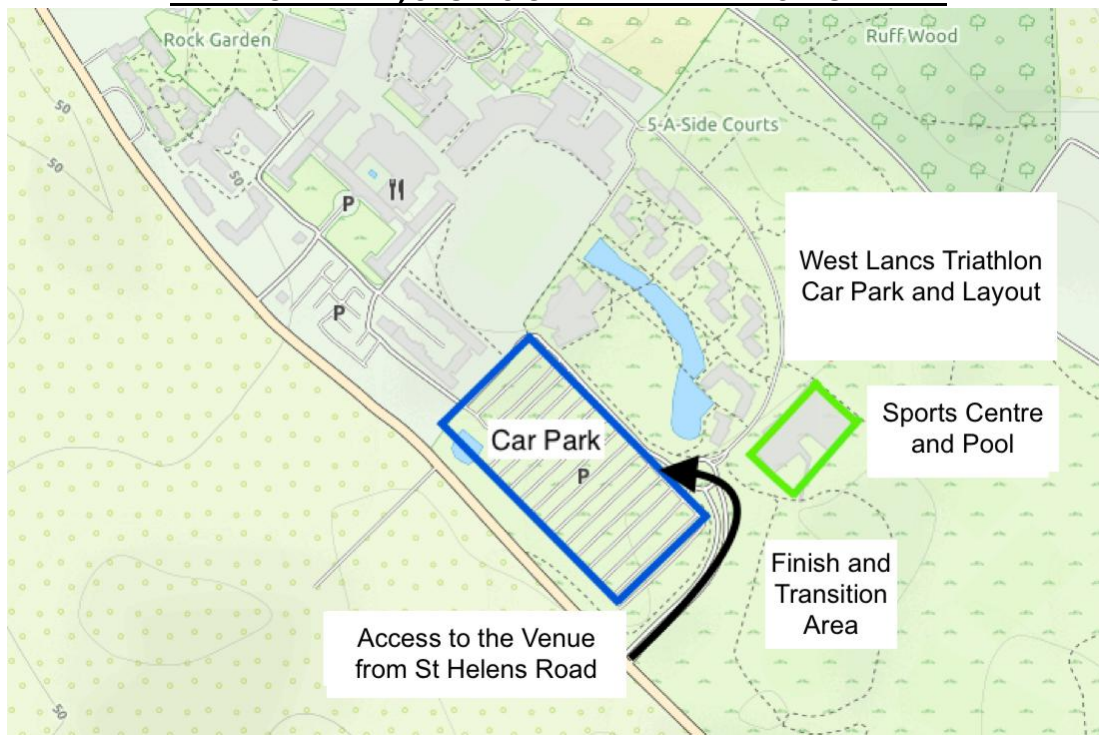 Rock Garden
Ruff Wood
5-A-Side Courts
50
50
50
P
P
West Lancs Triathlon
Car Park and Layout
Sports Centre
and Pool
Car Park
P
Finish and
Transition
Area
Access to the Venue
from St Helens Road
50